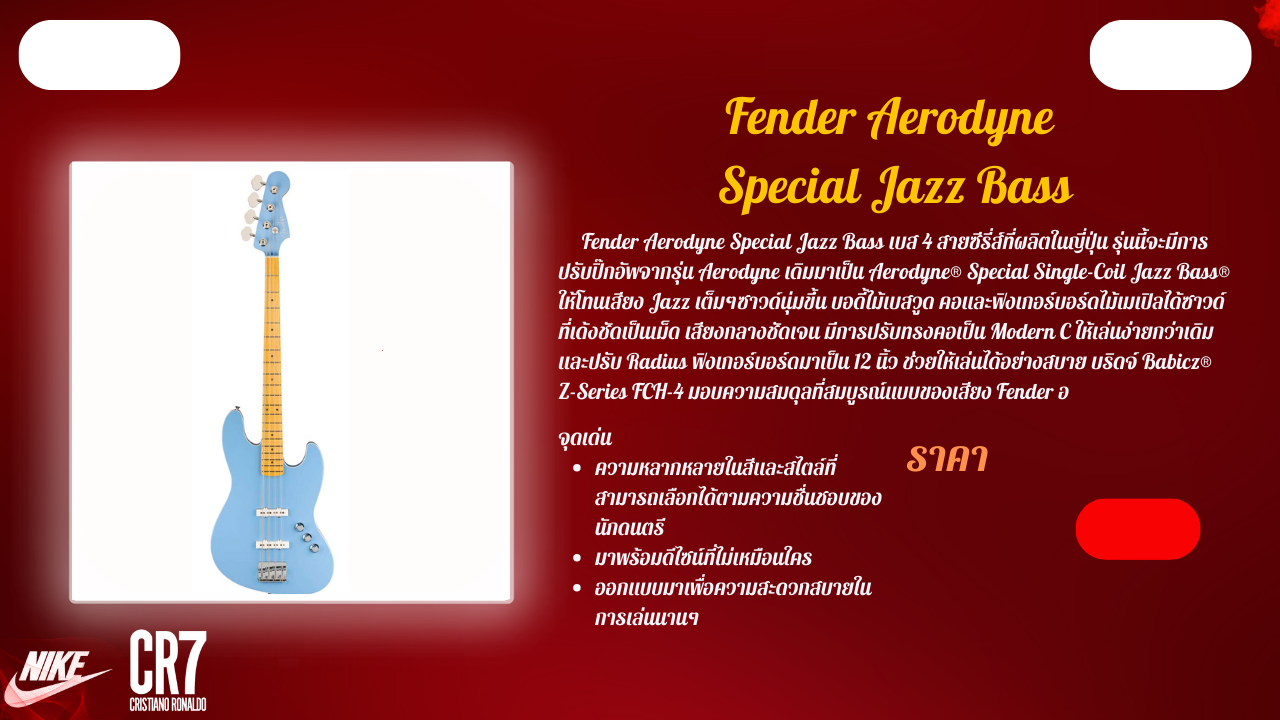 Fender Aerodyne
Special Jazz Bass
Fender Aerodyne Special Jazz Bass เบส 4 สายซีรี่ส์ที่ผลิตในญี่ปุ่น รุ่นนี้จะมีการ
ปรับปิ๊กอัพจากรุ่น Aerodyne เดิมมาเป็น Aerodyne® Special Single-Coil Jazz Bass®
ให้โทนเสียง Jazz เต็มๆซาวด์นุ่มขึ้น บอดี้ไม้เบสวูด คอและฟิงเกอร์บอร์ดไม้เมเปิลได้ซาวด์
ที่เด้งชัดเป็นเม็ด เสียงกลางชัดเจน มีการปรับทรงคอเป็น Modern C ให้เล่นง่ายกว่าเดิม
และปรับ Radius ฟิงเกอร์บอร์ดมาเป็น 12 นิ้ว ช่วยให้เล่นได้อย่างสบาย บริดจ์ Babicz®
Z-Series FCH-4 มอบความสมดุลที่สมบูรณ์แบบของเสียง Fender อ
จุดเด่น
• ความหลากหลายในสีและสไตล์ที่
สามารถเลือกได้ตามความชื่นชอบของ
นักดนตรี
• มาพร้อมดีไซน์ที่ไม่เหมือนใคร
• ออกแบบมาเพื่อความสะดวกสบายใน
การเล่นนานๆ
ราคา
NIKE
CR7
CRISTIANO RONALDO